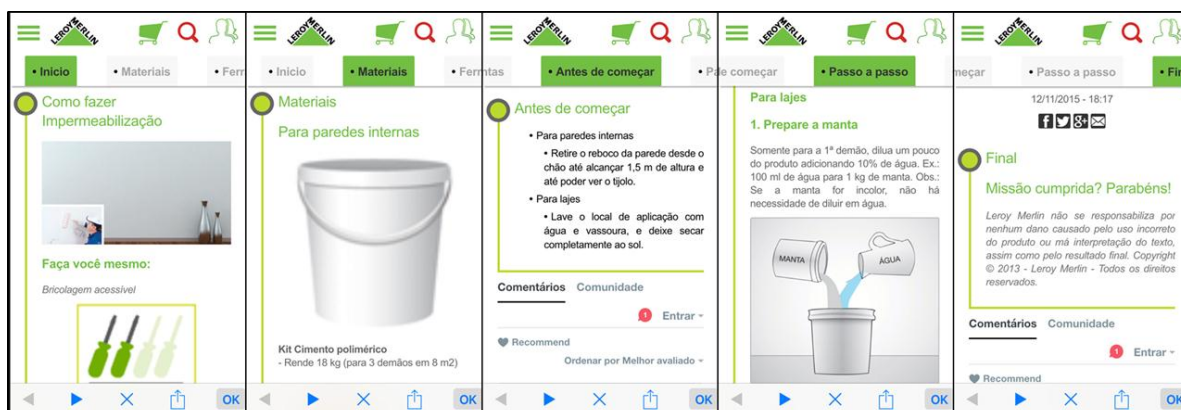 LEROY MERLIN
• Inicio • Materiais • Ferr
Como fazer
Impermeabilização
Faça você mesmo:
Bricolagem acessível
OK
LEROY MERLIN
• Inicio • Materiais • Ferr
Materiais
Para paredes internas
Kit Cimento polimérico
- Rende 18 kg (para 3 demãos em 8 m2)
OK
LEROY MERLIN
ntas • Antes de começar • Pa
Antes de começar
• Para paredes internas
• Retire o reboco da parede desde o
chão até alcançar 1,5 m de altura e
até poder ver o tijolo.
• Para lajes
• Lave o local de aplicação com
água e vassoura, e deixe secar
completamente ao sol.
Comentários Comunidade
1 Entrar
Recommend
Ordenar por Melhor avaliado
OK
LEROY MERLIN
de começar • Passo a passo
Para lajes
1. Prepare a manta
Somente para a 1ª demão, dilua um pouco
do produto adicionando 10% de água. Ex.:
100 ml de água para 1 kg de manta. Obs.:
Se a manta for incolor, não há
necessidade de diluir em água.
MANTA ÁGUA
OK
LEROY MERLIN
meçar • Passo a passo • Fin
12/11/2015 - 18:17
Final
Missão cumprida? Parabéns!
Leroy Merlin não se responsabiliza por
nenhum dano causado pelo uso incorreto
do produto ou má interpretação do texto,
assim como pelo resultado final. Copyright
© 2013 - Leroy Merlin - Todos os direitos
reservados.
Comentários Comunidade
1 Entrar
Recommend
OK